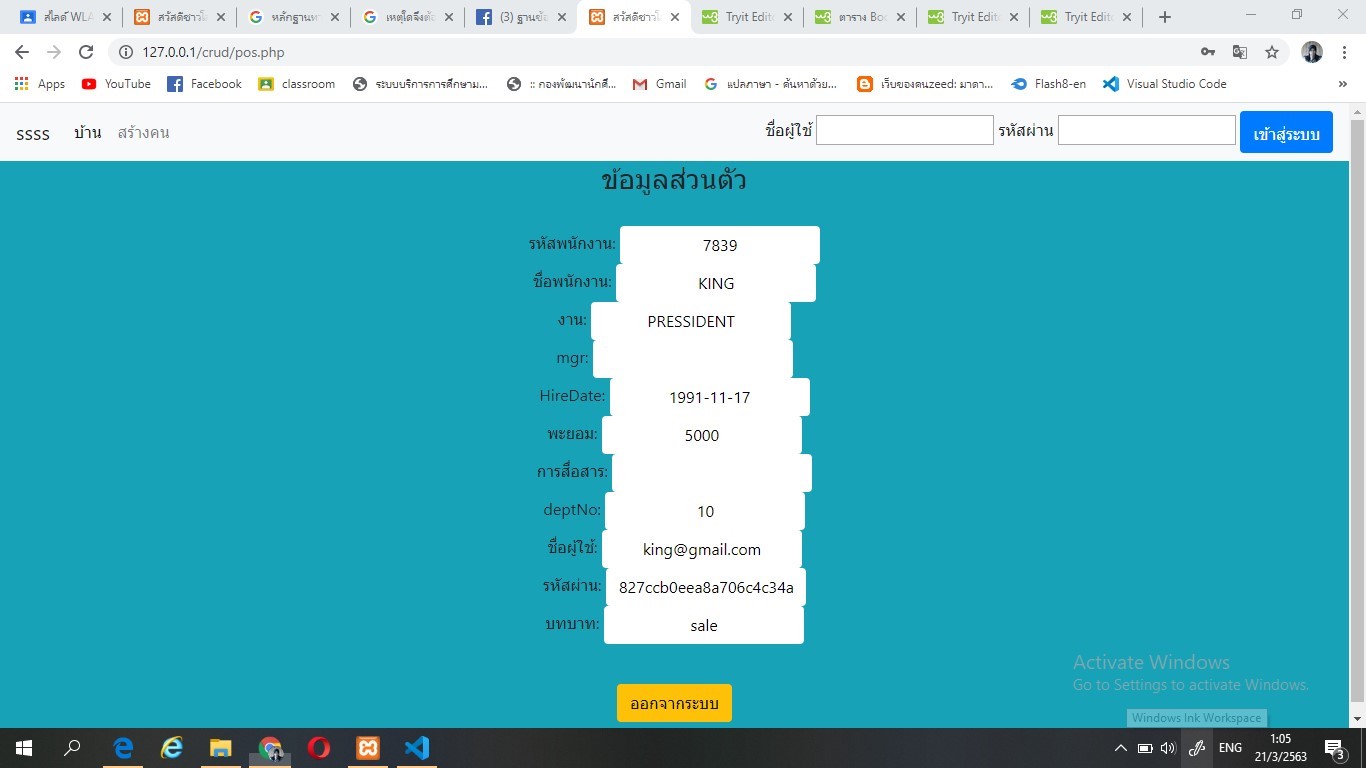 สไลด์ WLA
สวัสดีชาวโ
หลักฐานทา
เหตุใดจึงต้อ
(3) ฐานข้อ
สวัสดีชาวโ
Tryit Edito
ตาราง Boo
Tryit Edito
Tryit Edito
127.0.0.1/crud/pos.php
Apps YouTube Facebook classroom ระบบบริการการศึกษาม... :: กองพัฒนานักศึ... Gmail แปลภาษา - ค้นหาด้วย... เว็บของคนzeed: มาดา... Flash8-en Visual Studio Code »
ssss บ้าน สร้างคน ชื่อผู้ใช้ รหัสผ่าน เข้าสู่ระบบ
ข้อมูลส่วนตัว
รหัสพนักงาน: 7839
ชื่อพนักงาน: KING
งาน: PRESSIDENT
mgr:
HireDate: 1991-11-17
พะยอม: 5000
การสื่อสาร:
deptNo: 10
ชื่อผู้ใช้: king@gmail.com
รหัสผ่าน: 827ccb0eea8a706c4c34a
บทบาท: sale
ออกจากระบบ
Activate Windows
Go to Settings to activate Windows.
Windows Ink Workspace
ENG
1:05
21/3/2563
3